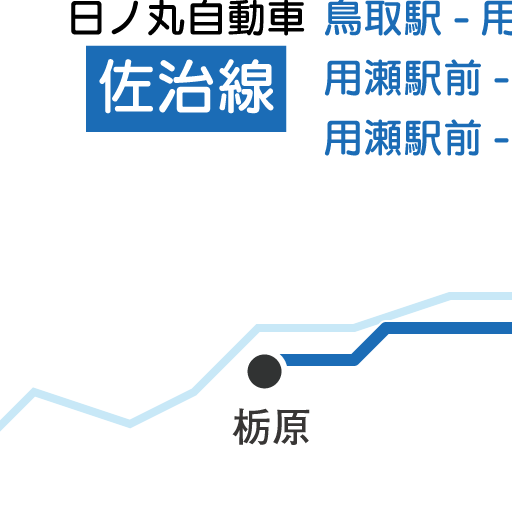 日ノ丸自動車
佐治線
鳥取駅 - 用
用瀬駅前 -
用瀬駅前 -
栃原